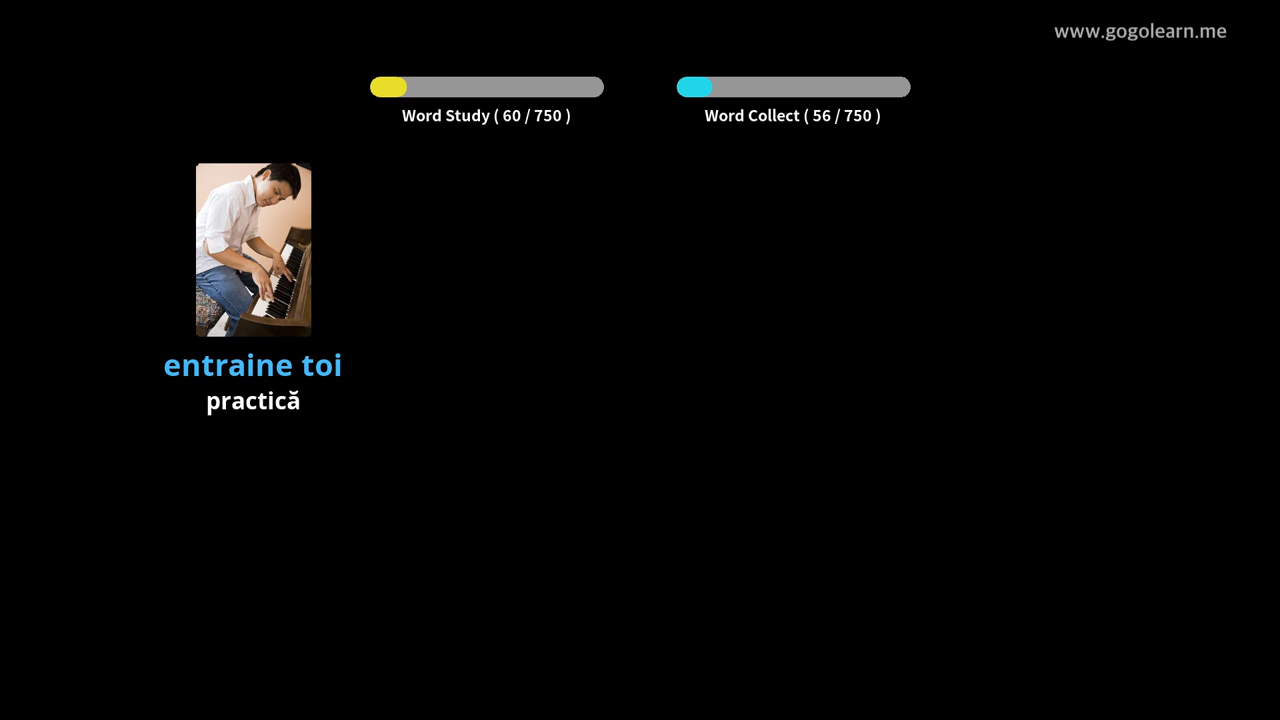 www.gogolearn.me
Word Study ( 60 / 750 )
Word Collect ( 56 / 750 )
entraine toi
practică